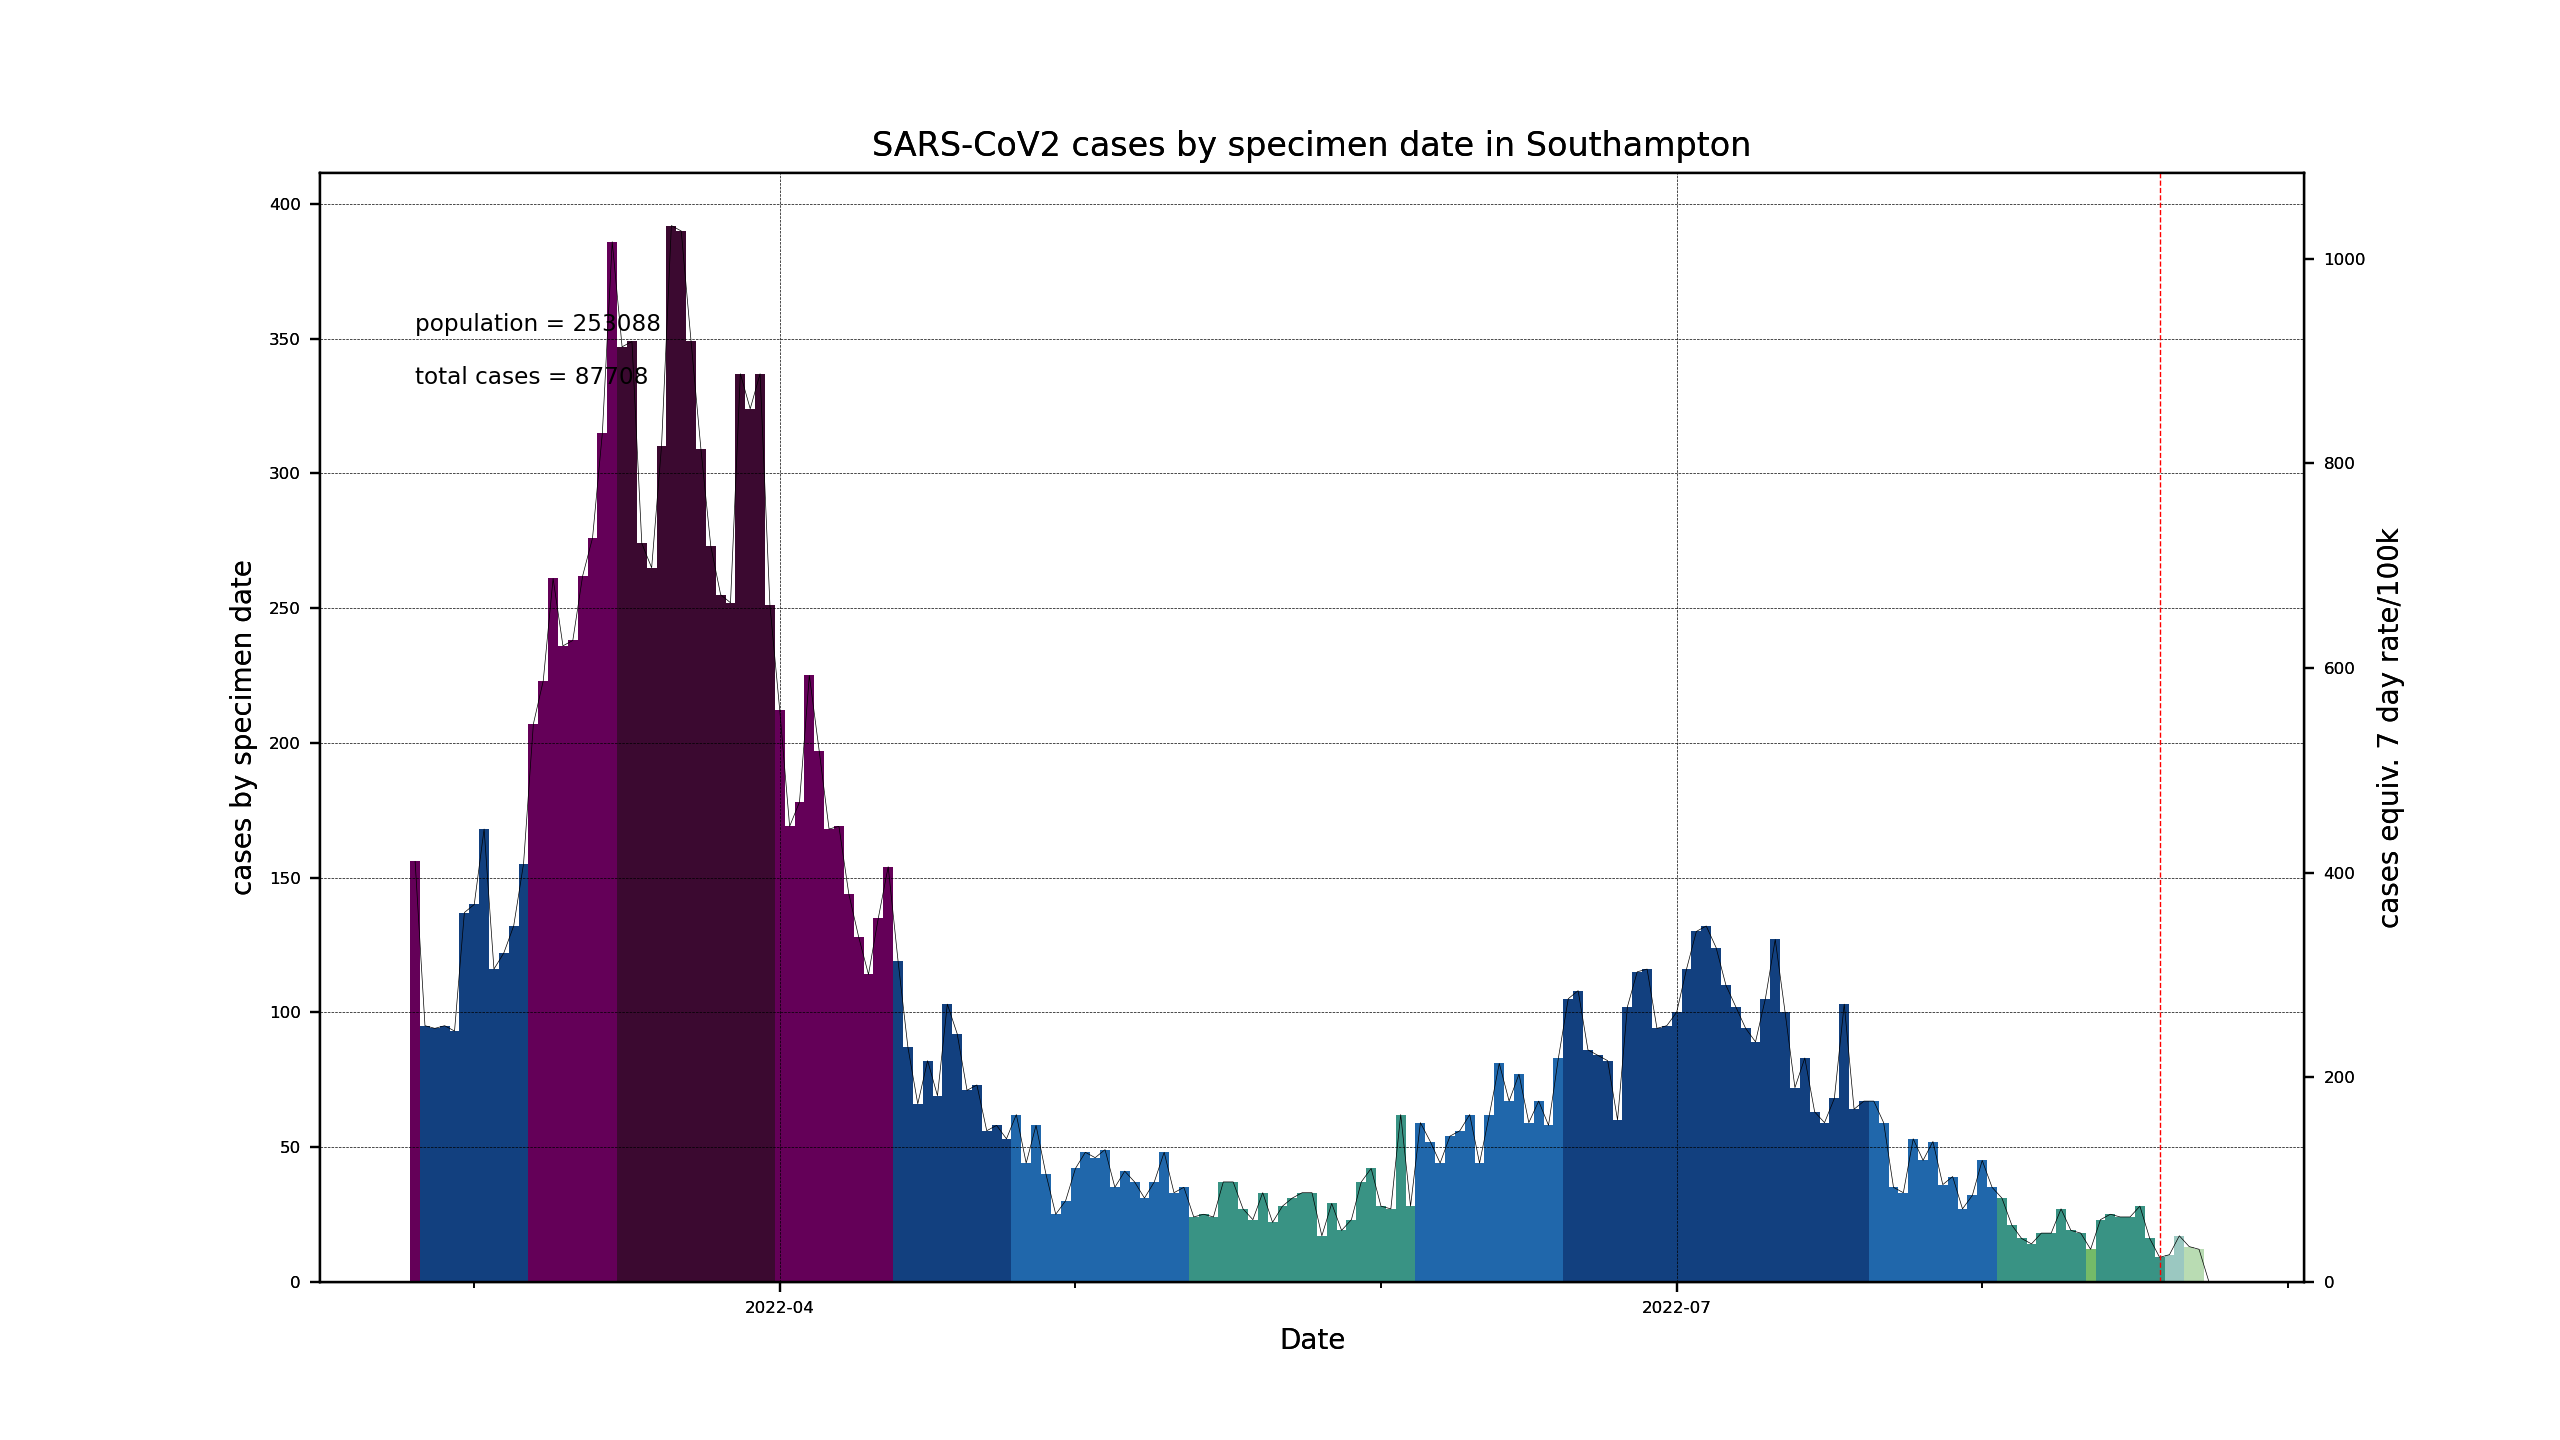 SARS-CoV2 cases by specimen date in Southampton
cases by specimen date
400
350
300
250
200
150
100
50
0
population = 253088
total cases = 87708
1000
800
600
400
200
0
cases equiv. 7 day rate/100k
2022-04
2022-07
Date